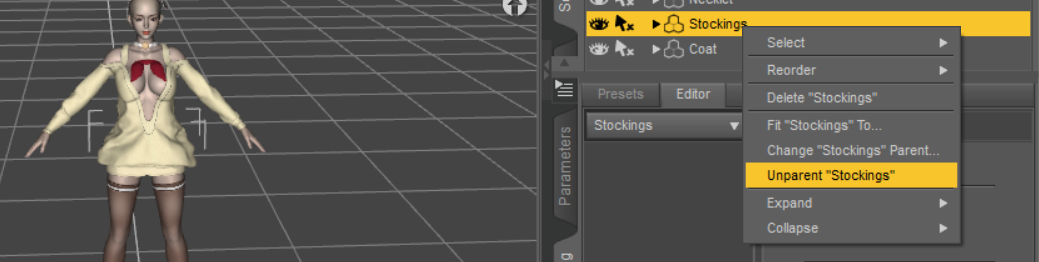 Necklet
Stockings
Coat
Select
Reorder
Delete "Stockings"
Fit "Stockings" To...
Change "Stockings" Parent...
Unparent "Stockings"
Expand
Collapse
Presets
Editor
Stockings
Parameters